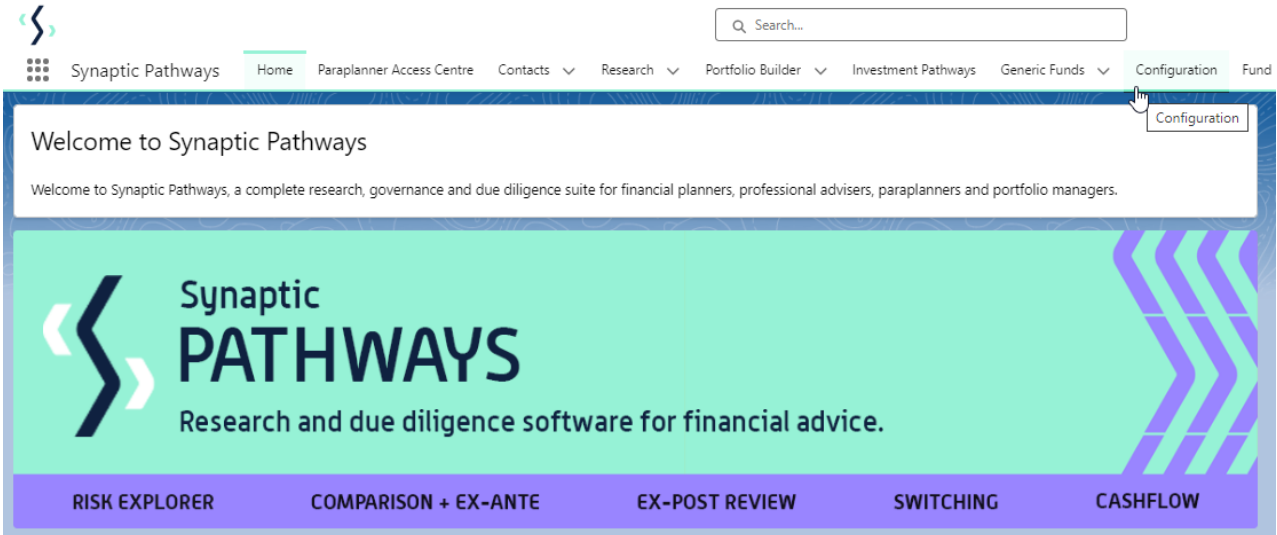 Search...
Synaptic Pathways Home Paraplanner Access Centre Contacts Research Portfolio Builder Investment Pathways Generic Funds Configuration Fund
Configuration
Welcome to Synaptic Pathways
Welcome to Synaptic Pathways, a complete research, governance and due diligence suite for financial planners, professional advisers, paraplanners and portfolio managers.
Synaptic
PATHWAYS
Research and due diligence software for financial advice.
RISK EXPLORER COMPARISON + EX-ANTE EX-POST REVIEW SWITCHING CASHFLOW